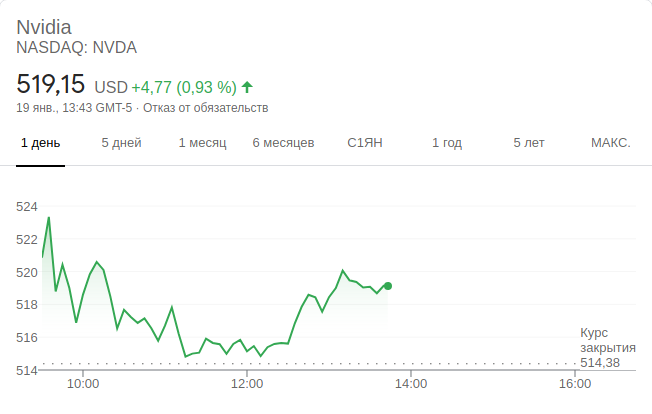 Nvidia
NASDAQ: NVDA
519,15 USD +4,77 (0,93 %)
19 янв., 13:43 GMT-5 · Отказ от обязательств
1 день 5 дней 1 месяц 6 месяцев С1ЯН 1 год 5 лет МАКС.
524
522
520
518
516
514
Курс
закрытия
514,38
10:00 12:00 14:00 16:00